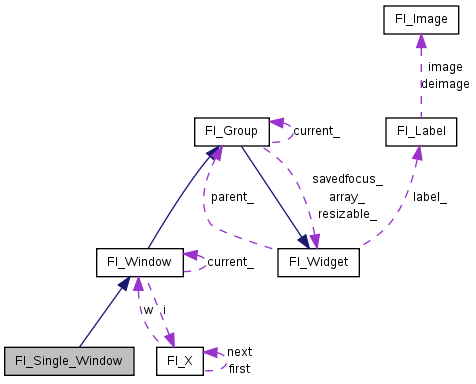 Fl_Image
image
deimage
Fl_Group
current_
Fl_Label
savedfocus_
array_
resizable_
parent_
label_
Fl_Window
current_
Fl_Widget
w
i
Fl_Single_Window
Fl_X
next
first